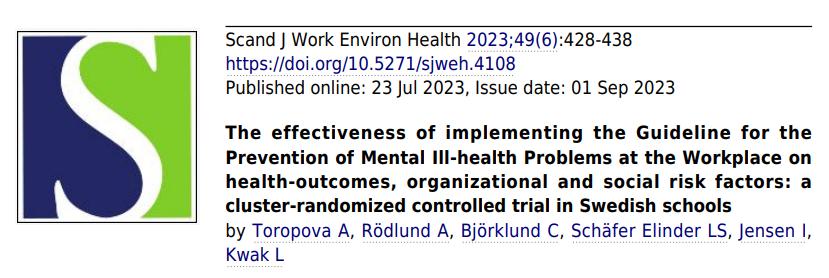 Scand J Work Environ Health 2023;49(6):428-438
https://doi.org/10.5271/sjweh.4108
Published online: 23 Jul 2023, Issue date: 01 Sep 2023
The effectiveness of implementing the Guideline for the
Prevention of Mental Ill-health Problems at the Workplace on
health-outcomes, organizational and social risk factors: a
cluster-randomized controlled trial in Swedish schools
by Toropova A, Rödlund A, Björklund C, Schäfer Elinder LS, Jensen I,
Kwak L